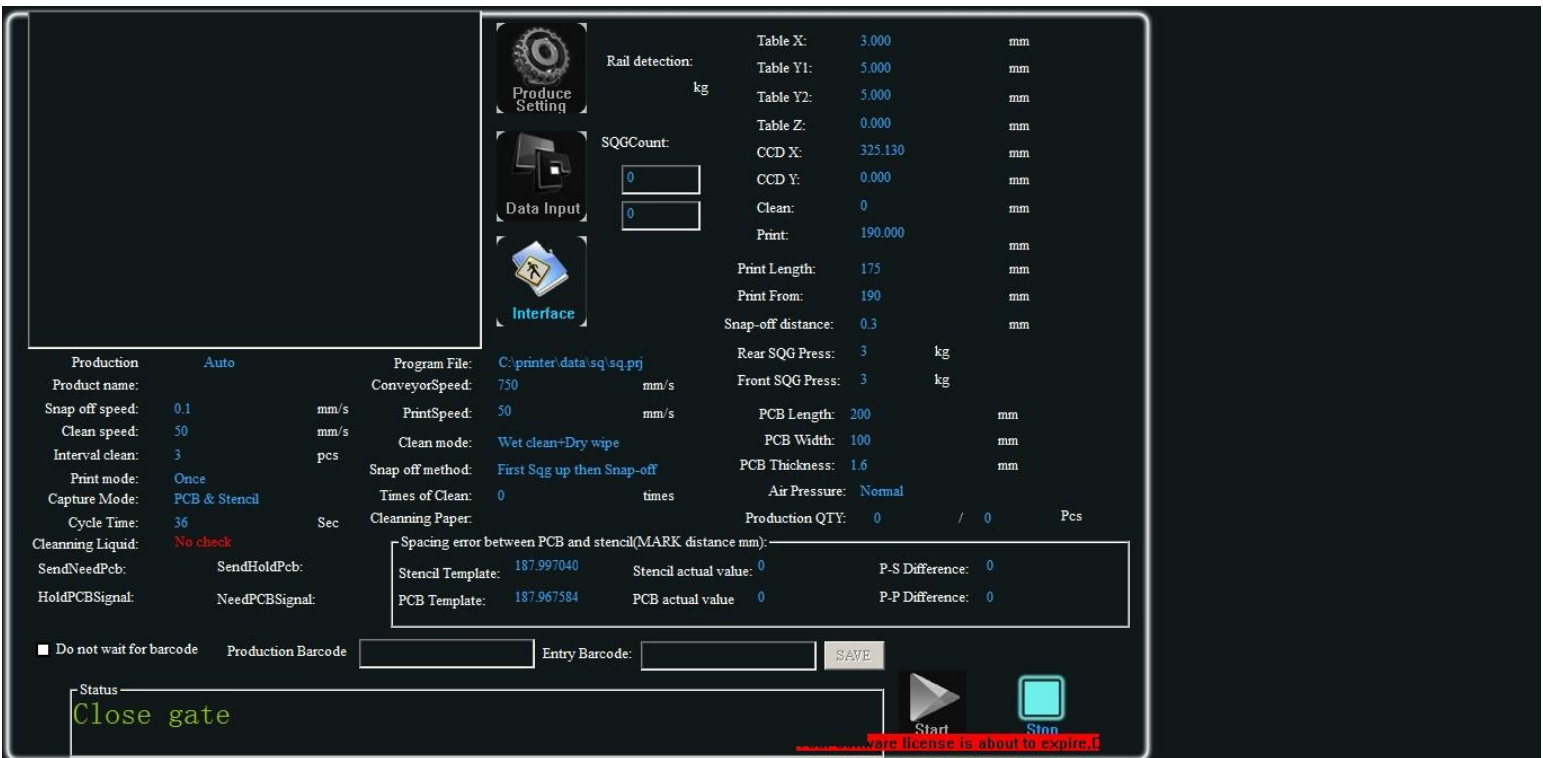 Produce
Setting
Rail detection:
kg
Data Input
SQGCount:
0
0
Interface
Table X: 3.000 mm
Table Y1: 5.000 mm
Table Y2: 5.000 mm
Table Z: 0.000 mm
CCD X: 325.130 mm
CCD Y: 0.000 mm
Clean: 0 mm
Print: 190.000 mm
Print Length: 175 mm
Print From: 190 mm
Snap-off distance: 0.3 mm
Rear SQG Press: 3 kg
Front SQG Press: 3 kg
PCB Length: 200 mm
PCB Width: 100 mm
PCB Thickness: 1.6 mm
Air Pressure: Normal
Production QTY: 0 / 0 Pcs
Production Auto
Product name:
Snap off speed: 0.1 mm/s
Clean speed: 50 mm/s
Interval clean: 3 pcs
Print mode: Once
Capture Mode: PCB & Stencil
Cycle Time: 36 Sec
Cleanning Liquid: No check
SendNeedPcb: SendHoldPcb:
HoldPCBSignal: NeedPCBSignal:
Program File: C:\printer\data\sq\sq.prj
ConveyorSpeed: 750 mm/s
PrintSpeed: 50 mm/s
Clean mode: Wet clean+Dry wipe
Snap off method: First Sqg up then Snap-off
Times of Clean: 0 times
Cleanning Paper:
Spacing error between PCB and stencil(MARK distance mm):
Stencil Template: 187.997040 Stencil actual value: 0 P-S Difference: 0
PCB Template: 187.967584 PCB actual value 0 P-P Difference: 0
Do not wait for barcode Production Barcode Entry Barcode: SAVE
Status
Close gate
Start
Stop
software license is about to expire,